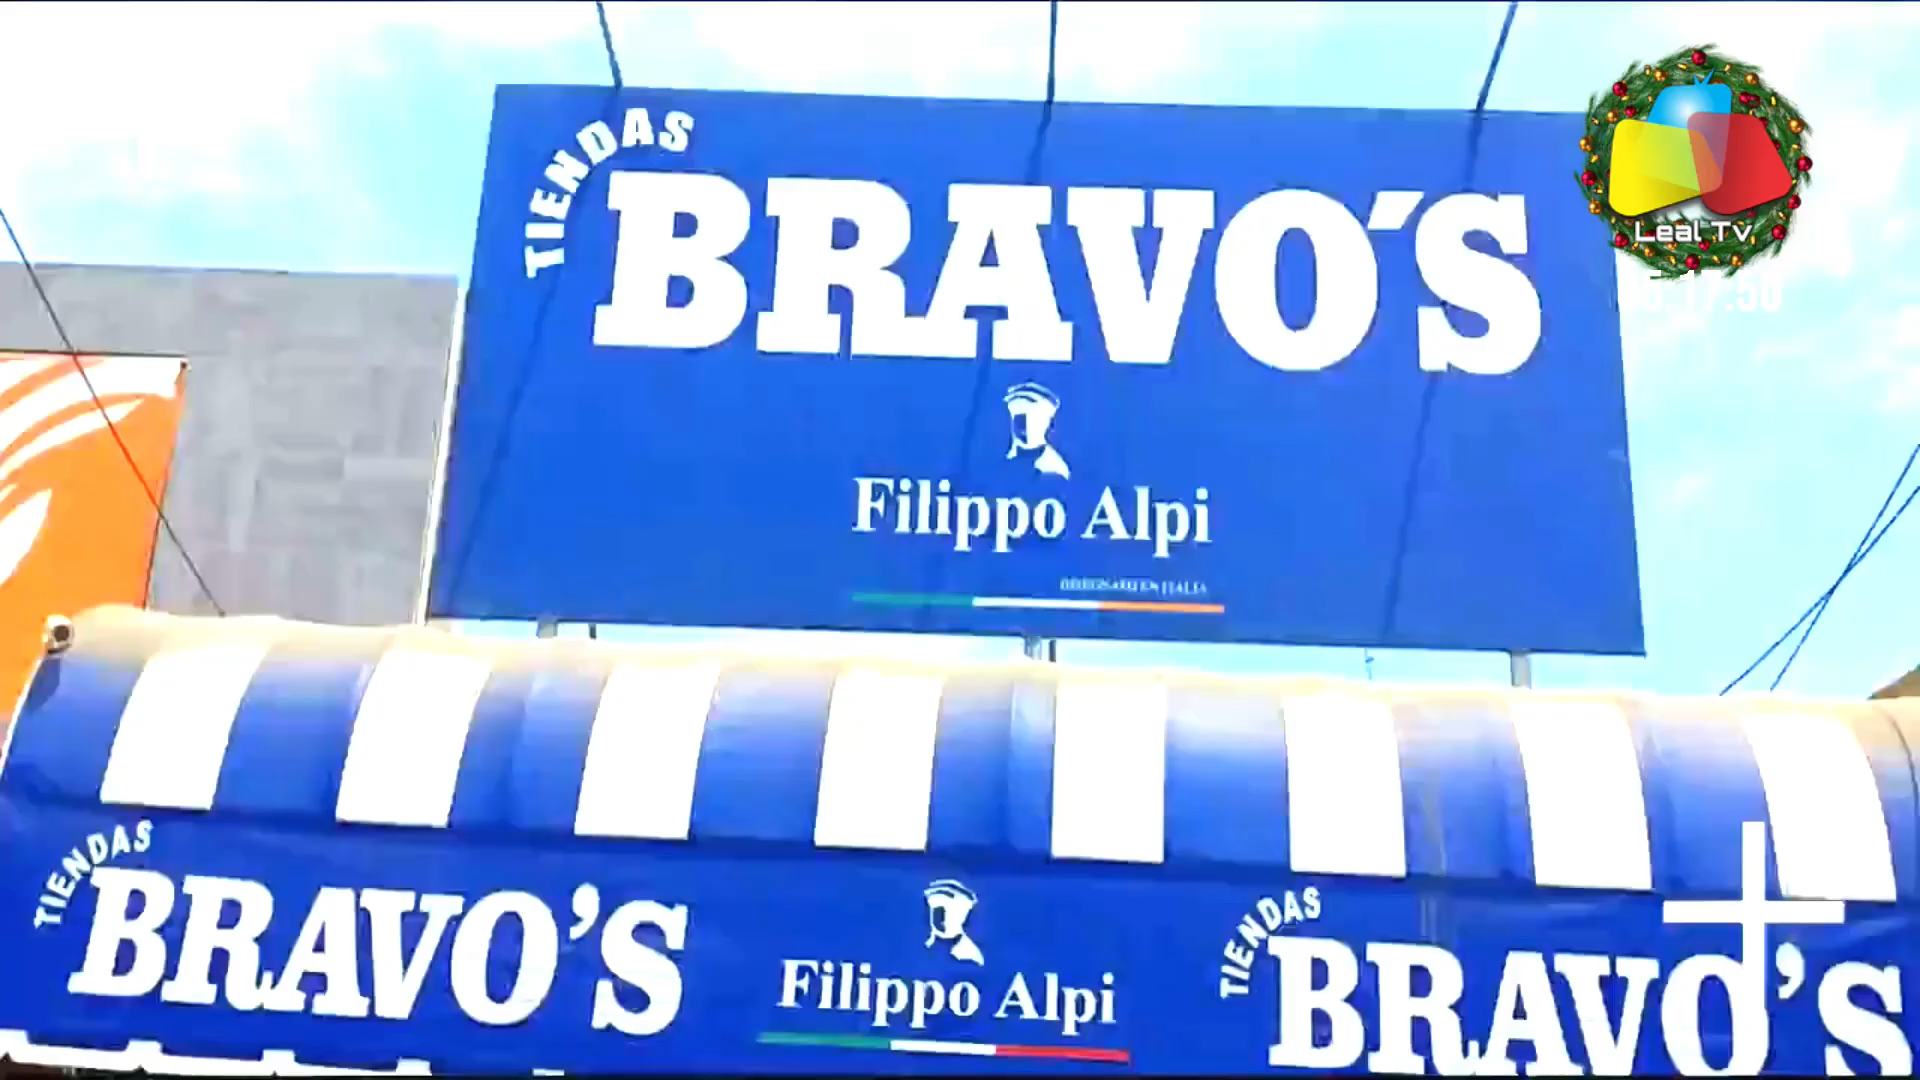 TIENDAS
BRAVO´S
Filippo Alpi
Leal Tv
TIENDAS
BRAVO’S
Filippo Alpi
TIENDAS
BRAVO’S